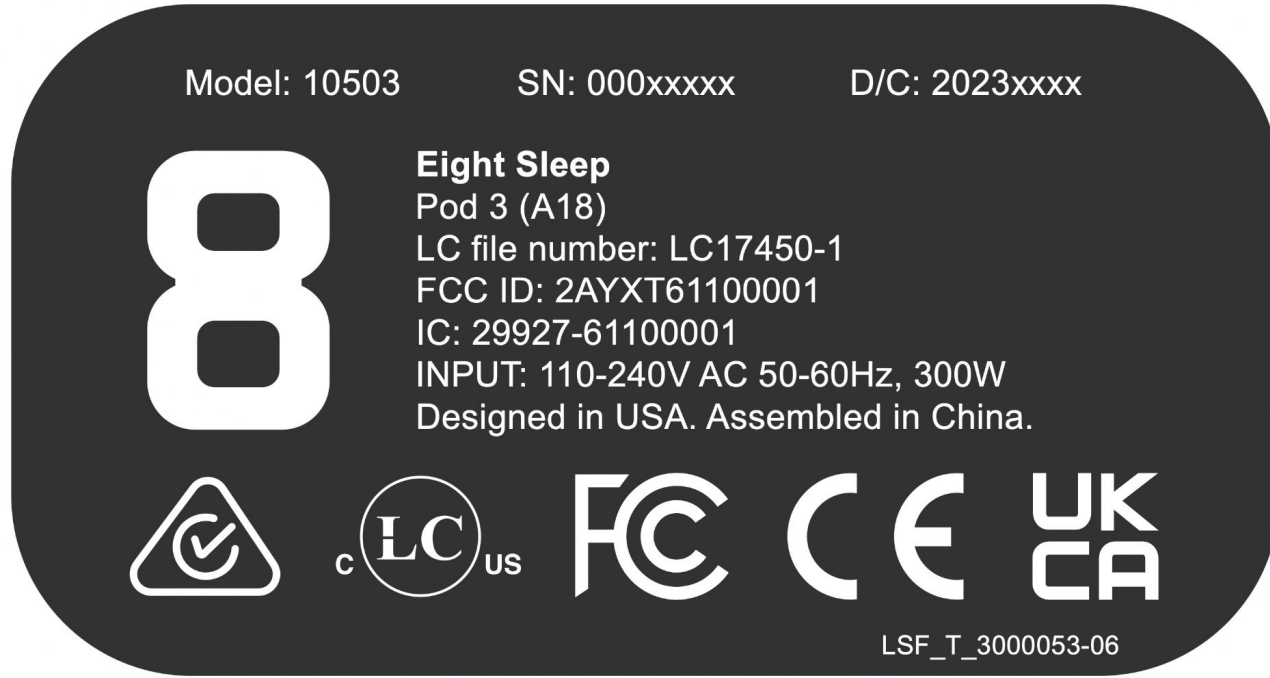 Model: 10503 SN: 000xxxxx D/C: 2023xxxx
8
Eight Sleep
Pod 3 (A18)
LC file number: LC17450-1
FCC ID: 2AYXT61100001
IC: 29927-61100001
INPUT: 110-240V AC 50-60Hz, 300W
Designed in USA. Assembled in China.
C LC US FC CE UK CA
LSF_T_3000053-06